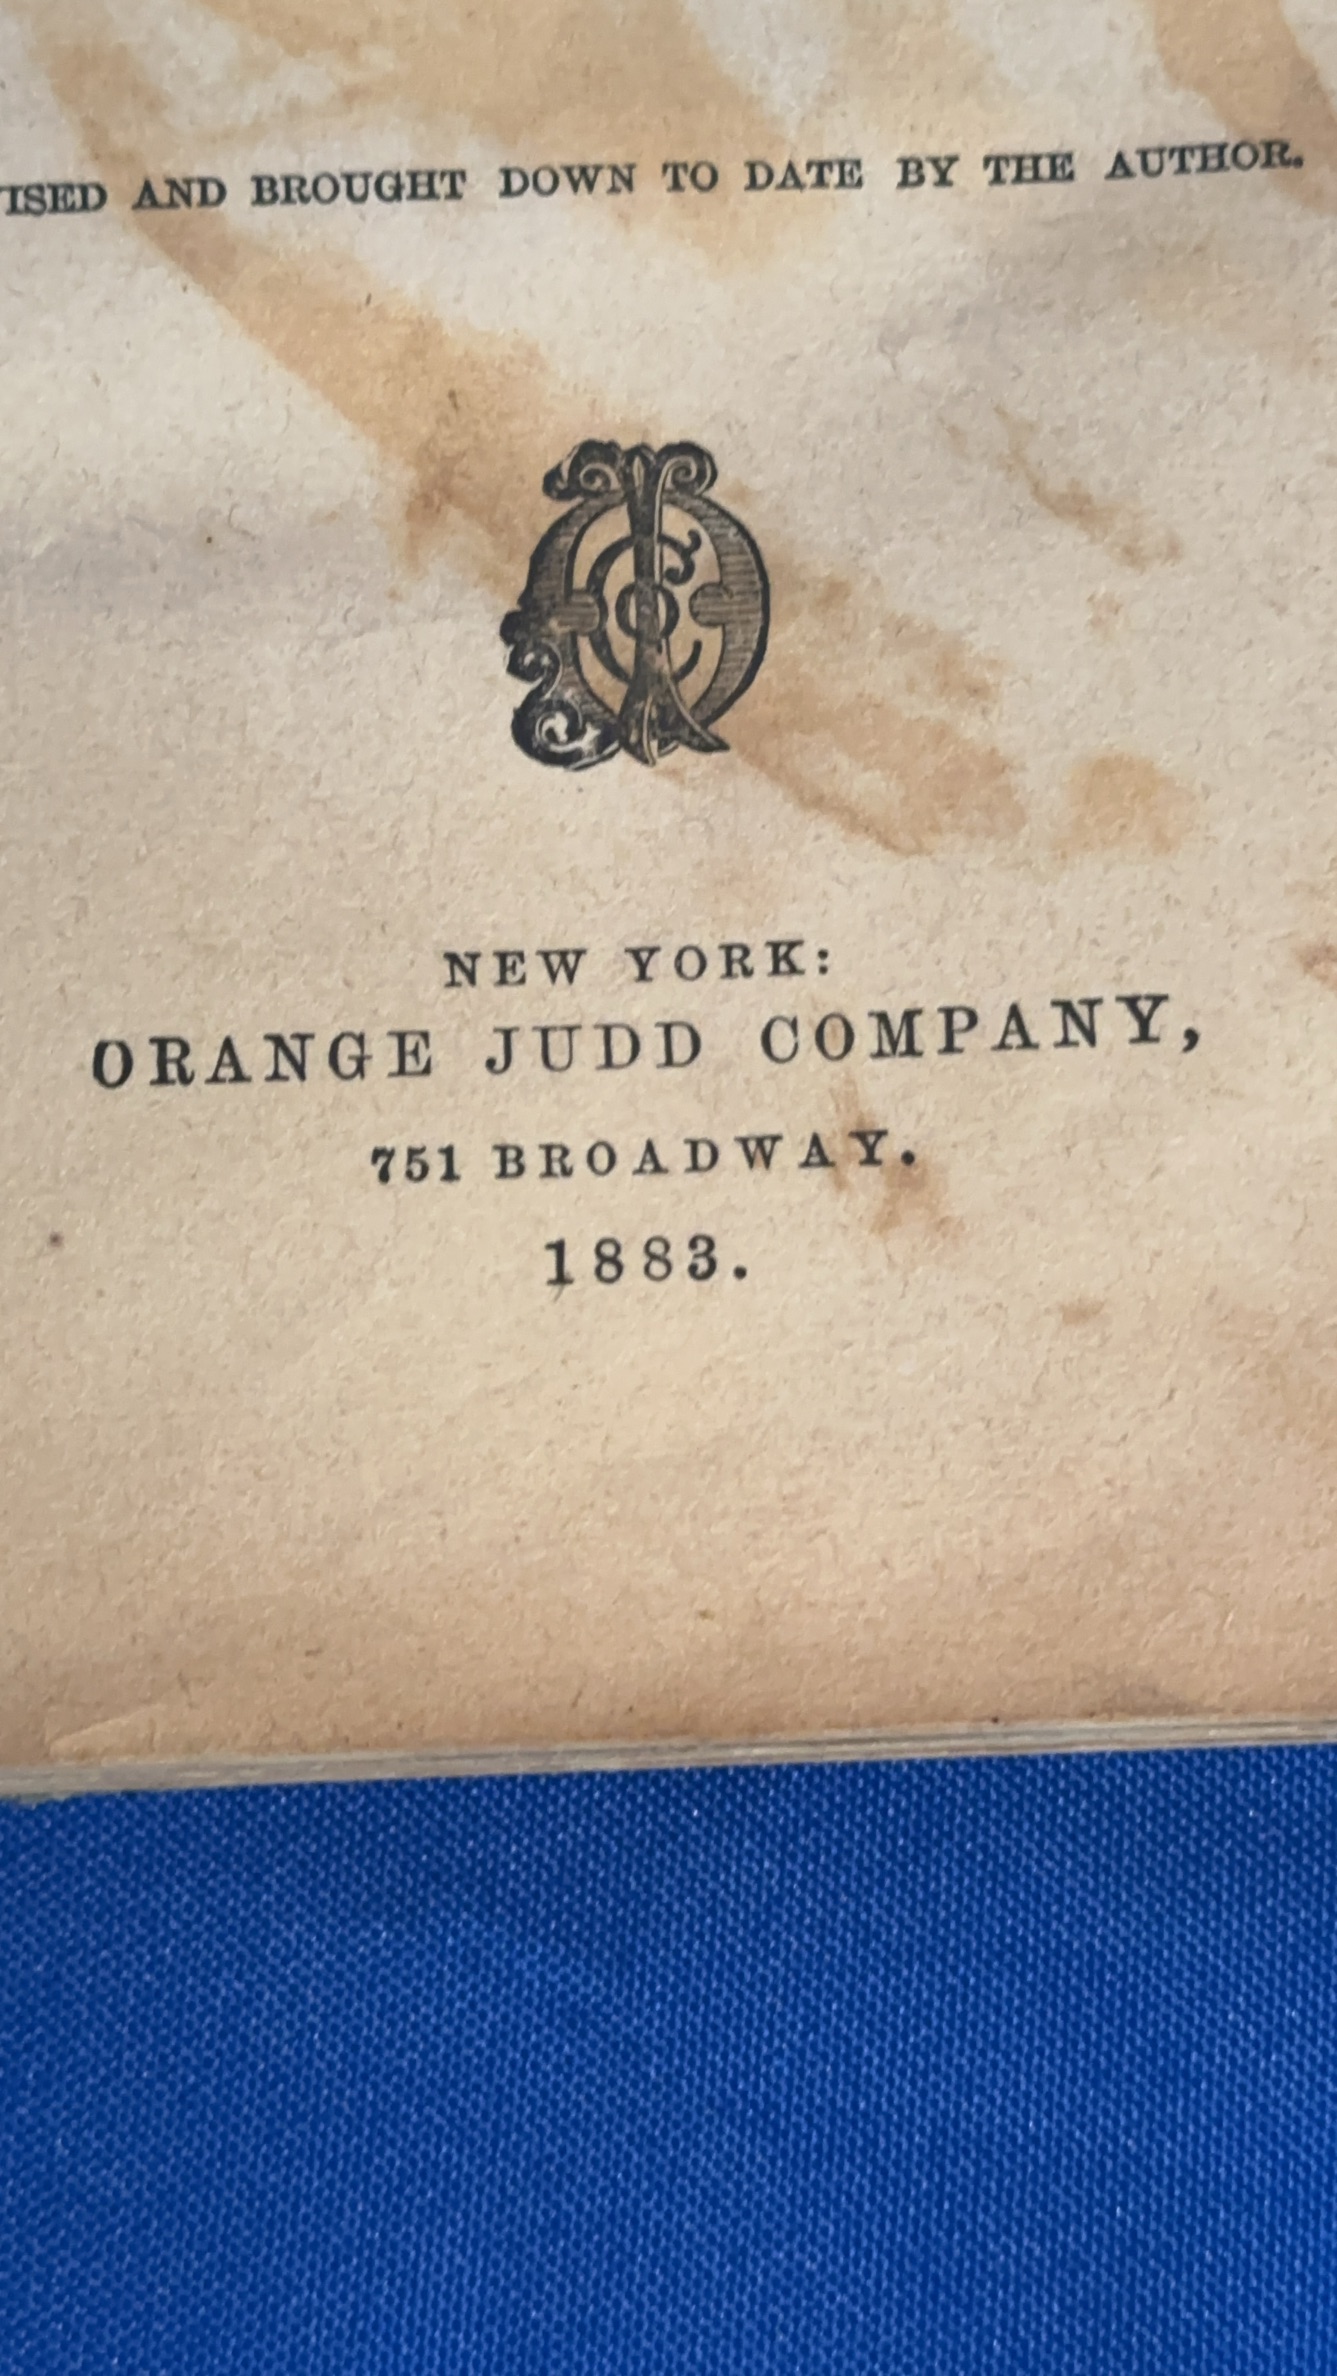 ISED AND BROUGHT DOWN TO DATE BY THE AUTHOR.
NEW YORK:
ORANGE JUDD COMPANY,
751 BROADWAY.
1883.